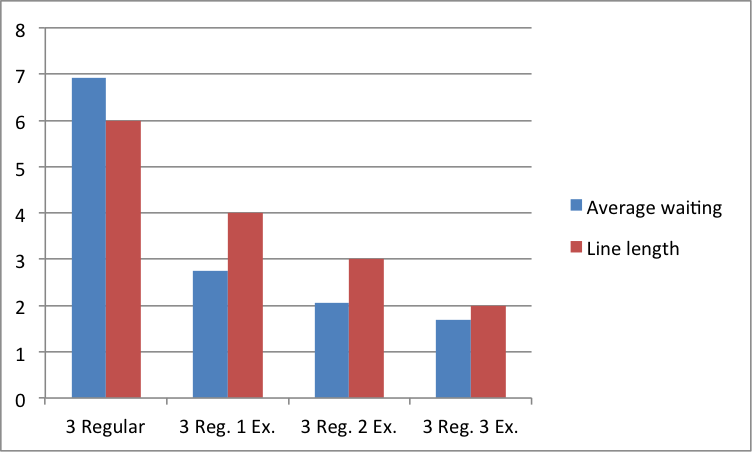 8
7
6
5
4
3
2
1
0
3 Regular
3 Reg. 1 Ex.
3 Reg. 2 Ex.
3 Reg. 3 Ex.
Average waiting
Line length